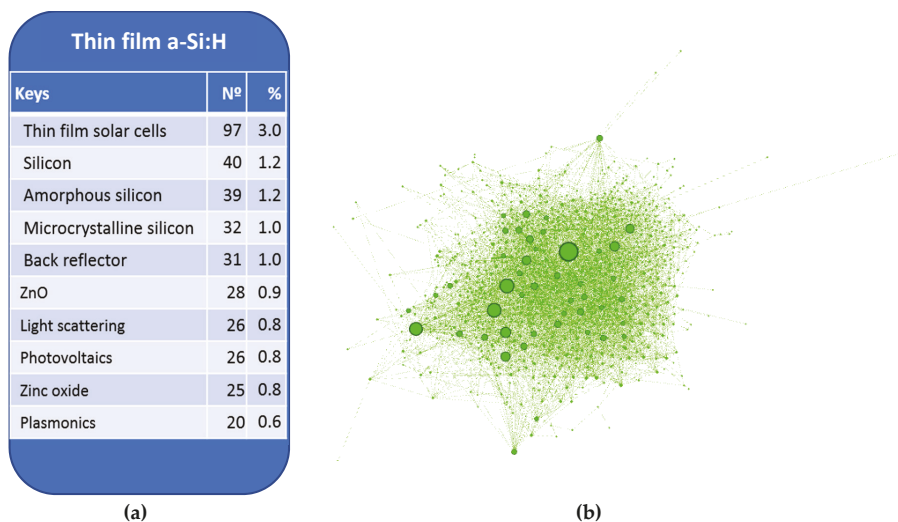 Thin film a-Si:H
Keys Nº %
Thin film solar cells 97 3.0
Silicon 40 1.2
Amorphous silicon 39 1.2
Microcrystalline silicon 32 1.0
Back reflector 31 1.0
ZnO 28 0.9
Light scattering 26 0.8
Photovoltaics 26 0.8
Zinc oxide 25 0.8
Plasmonics 20 0.6
(a) (b)